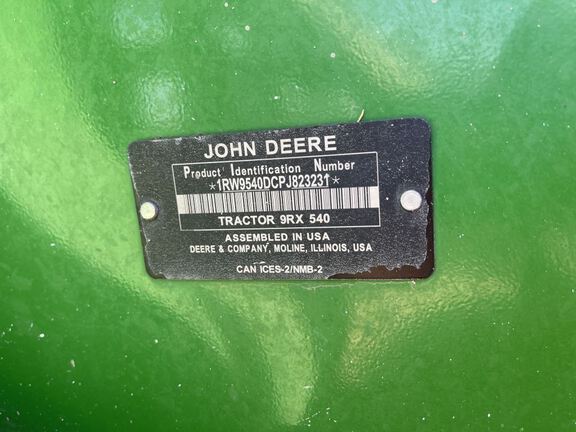 JOHN DEERE
Product Identification Number
*1RW9540DCPJ823231*
TRACTOR 9RX 540
ASSEMBLED IN USA
DEERE & COMPANY, MOLINE, ILLINOIS, USA
CAN ICES-2/NMB-2